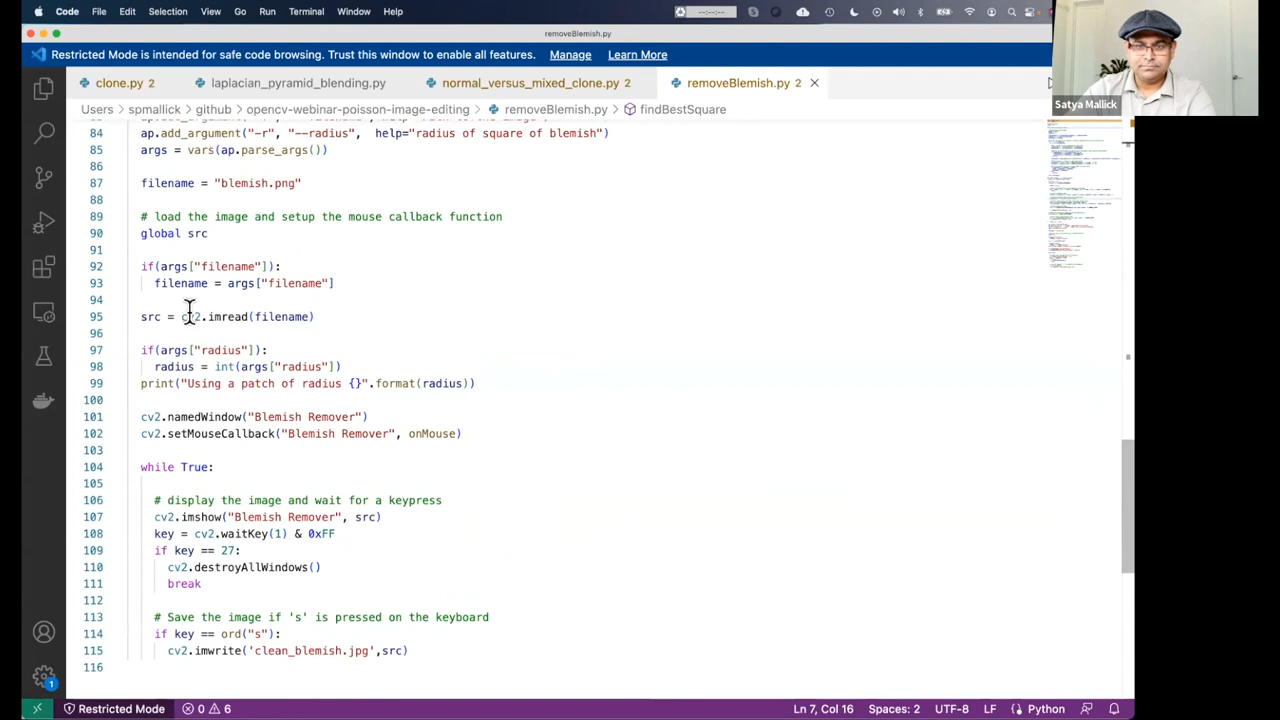 Code File Edit Selection View Go Run Terminal Window Help
--:--:--
removeBlemish.py
Restricted Mode is intended for safe code browsing. Trust this window to enable all features. Manage Learn More
clone.py 2 laplacian_pyramid_blending.py normal_versus_mixed_clone.py 2 removeBlemish.py 2
Satya Mallick
Users > spmallick > github > opencv-webinar-poisson-image-editing > removeBlemish.py > findBestSquare
84 ap.add_argument("-r", "--radius", help="radius of square of blemish")
85 args = vars(ap.parse_args())
86
87 filename = "blemish.png"
88
89 # load the image and setup the mouse callback function
90 global src
91
92 if(args["filename"]):
93 filename = args["filename"]
94
95 src = cv2.imread(filename)
96
97 if(args["radius"]):
98 radius = int(args["radius"])
99 print("Using a patch of radius {}".format(radius))
100
101 cv2.namedWindow("Blemish Remover")
102 cv2.setMouseCallback("Blemish Remover", onMouse)
103
104 while True:
105
106 # display the image and wait for a keypress
107 cv2.imshow("Blemish Remover", src)
108 key = cv2.waitKey(1) & 0xFF
109 if key == 27:
110 cv2.destroyAllWindows()
111 break
112
113 # Save the image if 's' is pressed on the keyboard
114 if key == ord("s"):
115 cv2.imwrite('clean_blemish.jpg',src)
116
1
Restricted Mode 0 6 Ln 7, Col 16 Spaces: 2 UTF-8 LF Python